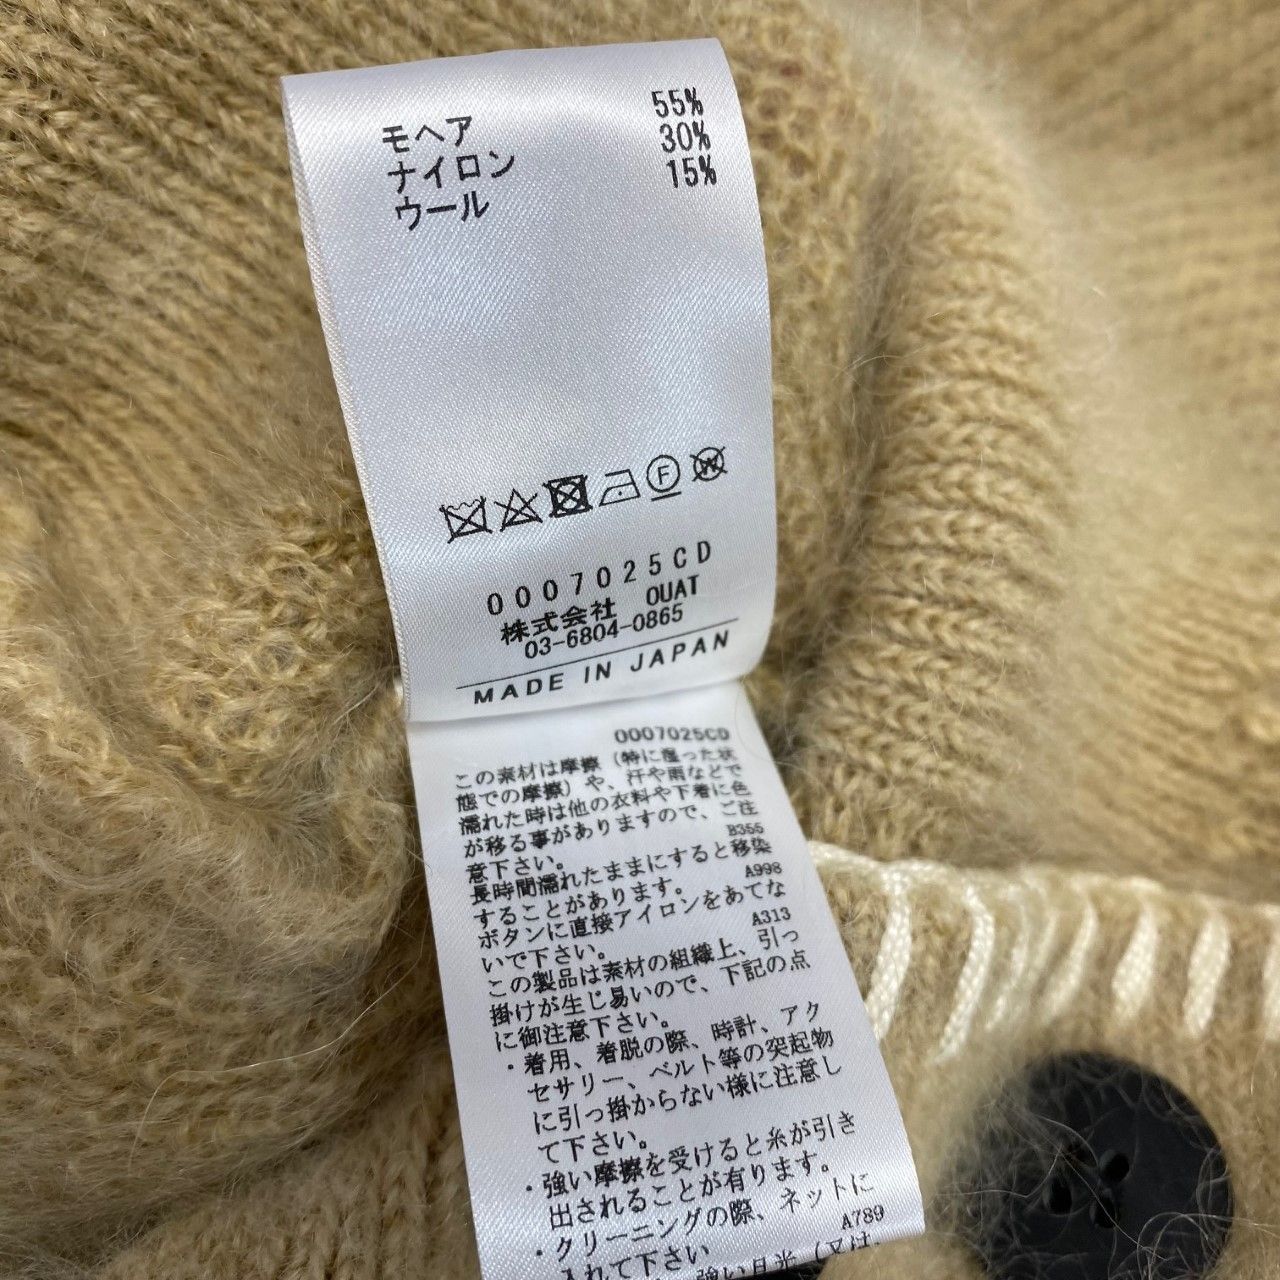 モヘア 55%
ナイロン 30%
ウール 15%
F
W
0007025CD
株式会社 OUAT
03-6804-0865
MADE IN JAPAN
0007025CD
この素材は摩擦（特に湿った状
態での摩擦）や、汗や雨などで
濡れた時は他の衣料や下着に色
が移る事がありますので、ご注
意下さい。 B355
長時間濡れたままにすると移染
することがあります。 A998
ボタンに直接アイロンをあてな
いで下さい。 A313
この製品は素材の組織上、引っ
掛けが生じ易いので、下記の点
に御注意下さい。
・着用、着脱の際、時計、アク
セサリー、ベルト等の突起物
に引っ掛からない様に注意し
て下さい。
・強い摩擦を受けると糸が引き
出されることが有ります。
・クリーニングの際、ネットに
入れて下さい A789
強い日光（又は